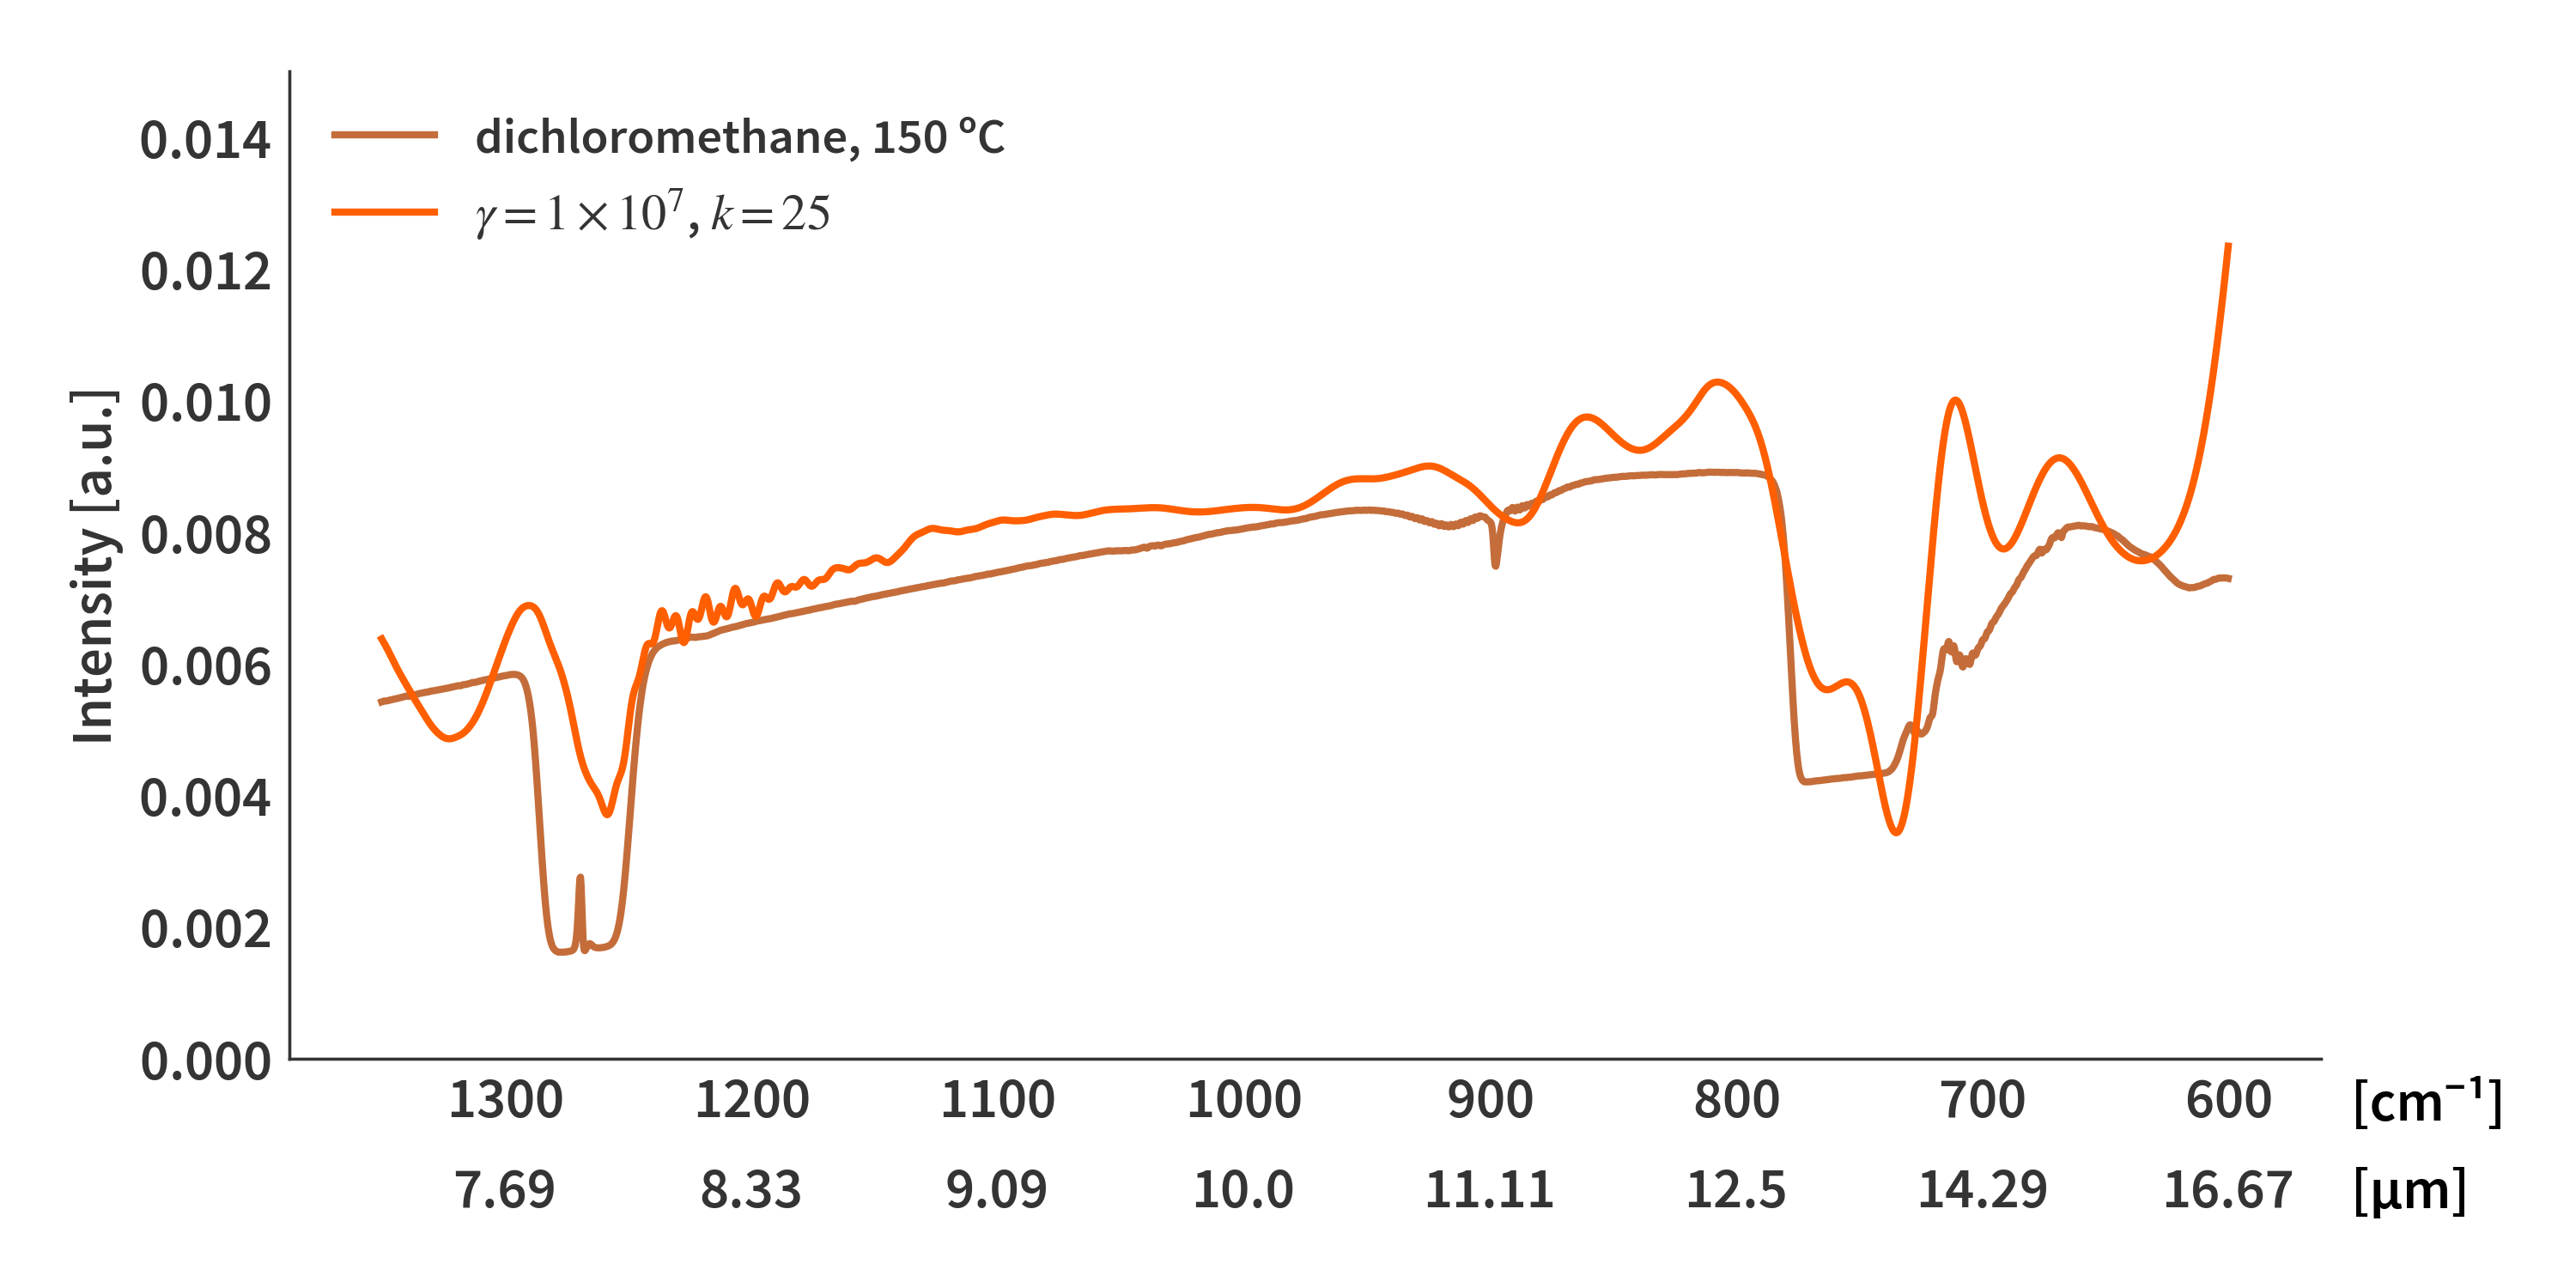 Intensity [a.u.]
0.014
0.012
0.010
0.008
0.006
0.004
0.002
0.000
dichloromethane, 150 ºC
γ = 1 × 10⁷, k = 25
1300 1200 1100 1000 900 800 700 600 [cm⁻¹]
7.69 8.33 9.09 10.0 11.11 12.5 14.29 16.67 [µm]